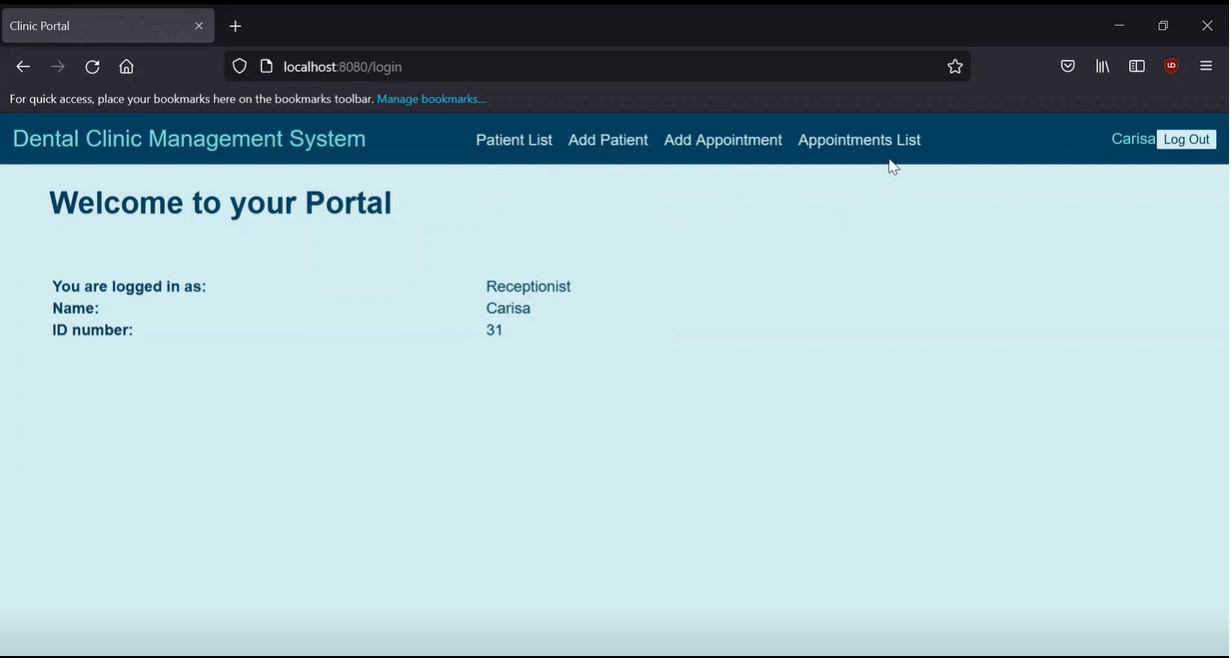 Clinic Portal
localhost:8080/login
For quick access, place your bookmarks here on the bookmarks toolbar. Manage bookmarks...
Dental Clinic Management System Patient List Add Patient Add Appointment Appointments List Carisa Log Out
Welcome to your Portal
You are logged in as: Receptionist
Name: Carisa
ID number: 31